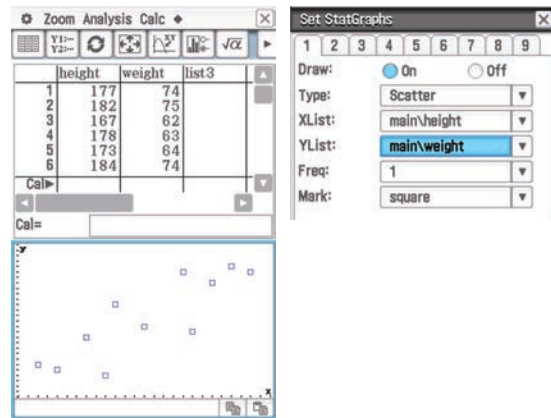 Zoom Analysis Calc
Y1:--
Y2:--
√α
height weight list3
1 177 74
2 182 75
3 167 62
4 178 63
5 173 64
6 184 74
Cal▶
Cal=
y
x
Set StatGraphs
1 2 3 4 5 6 7 8 9
Draw: On Off
Type: Scatter
XList: main\height
YList: main\weight
Freq: 1
Mark: square